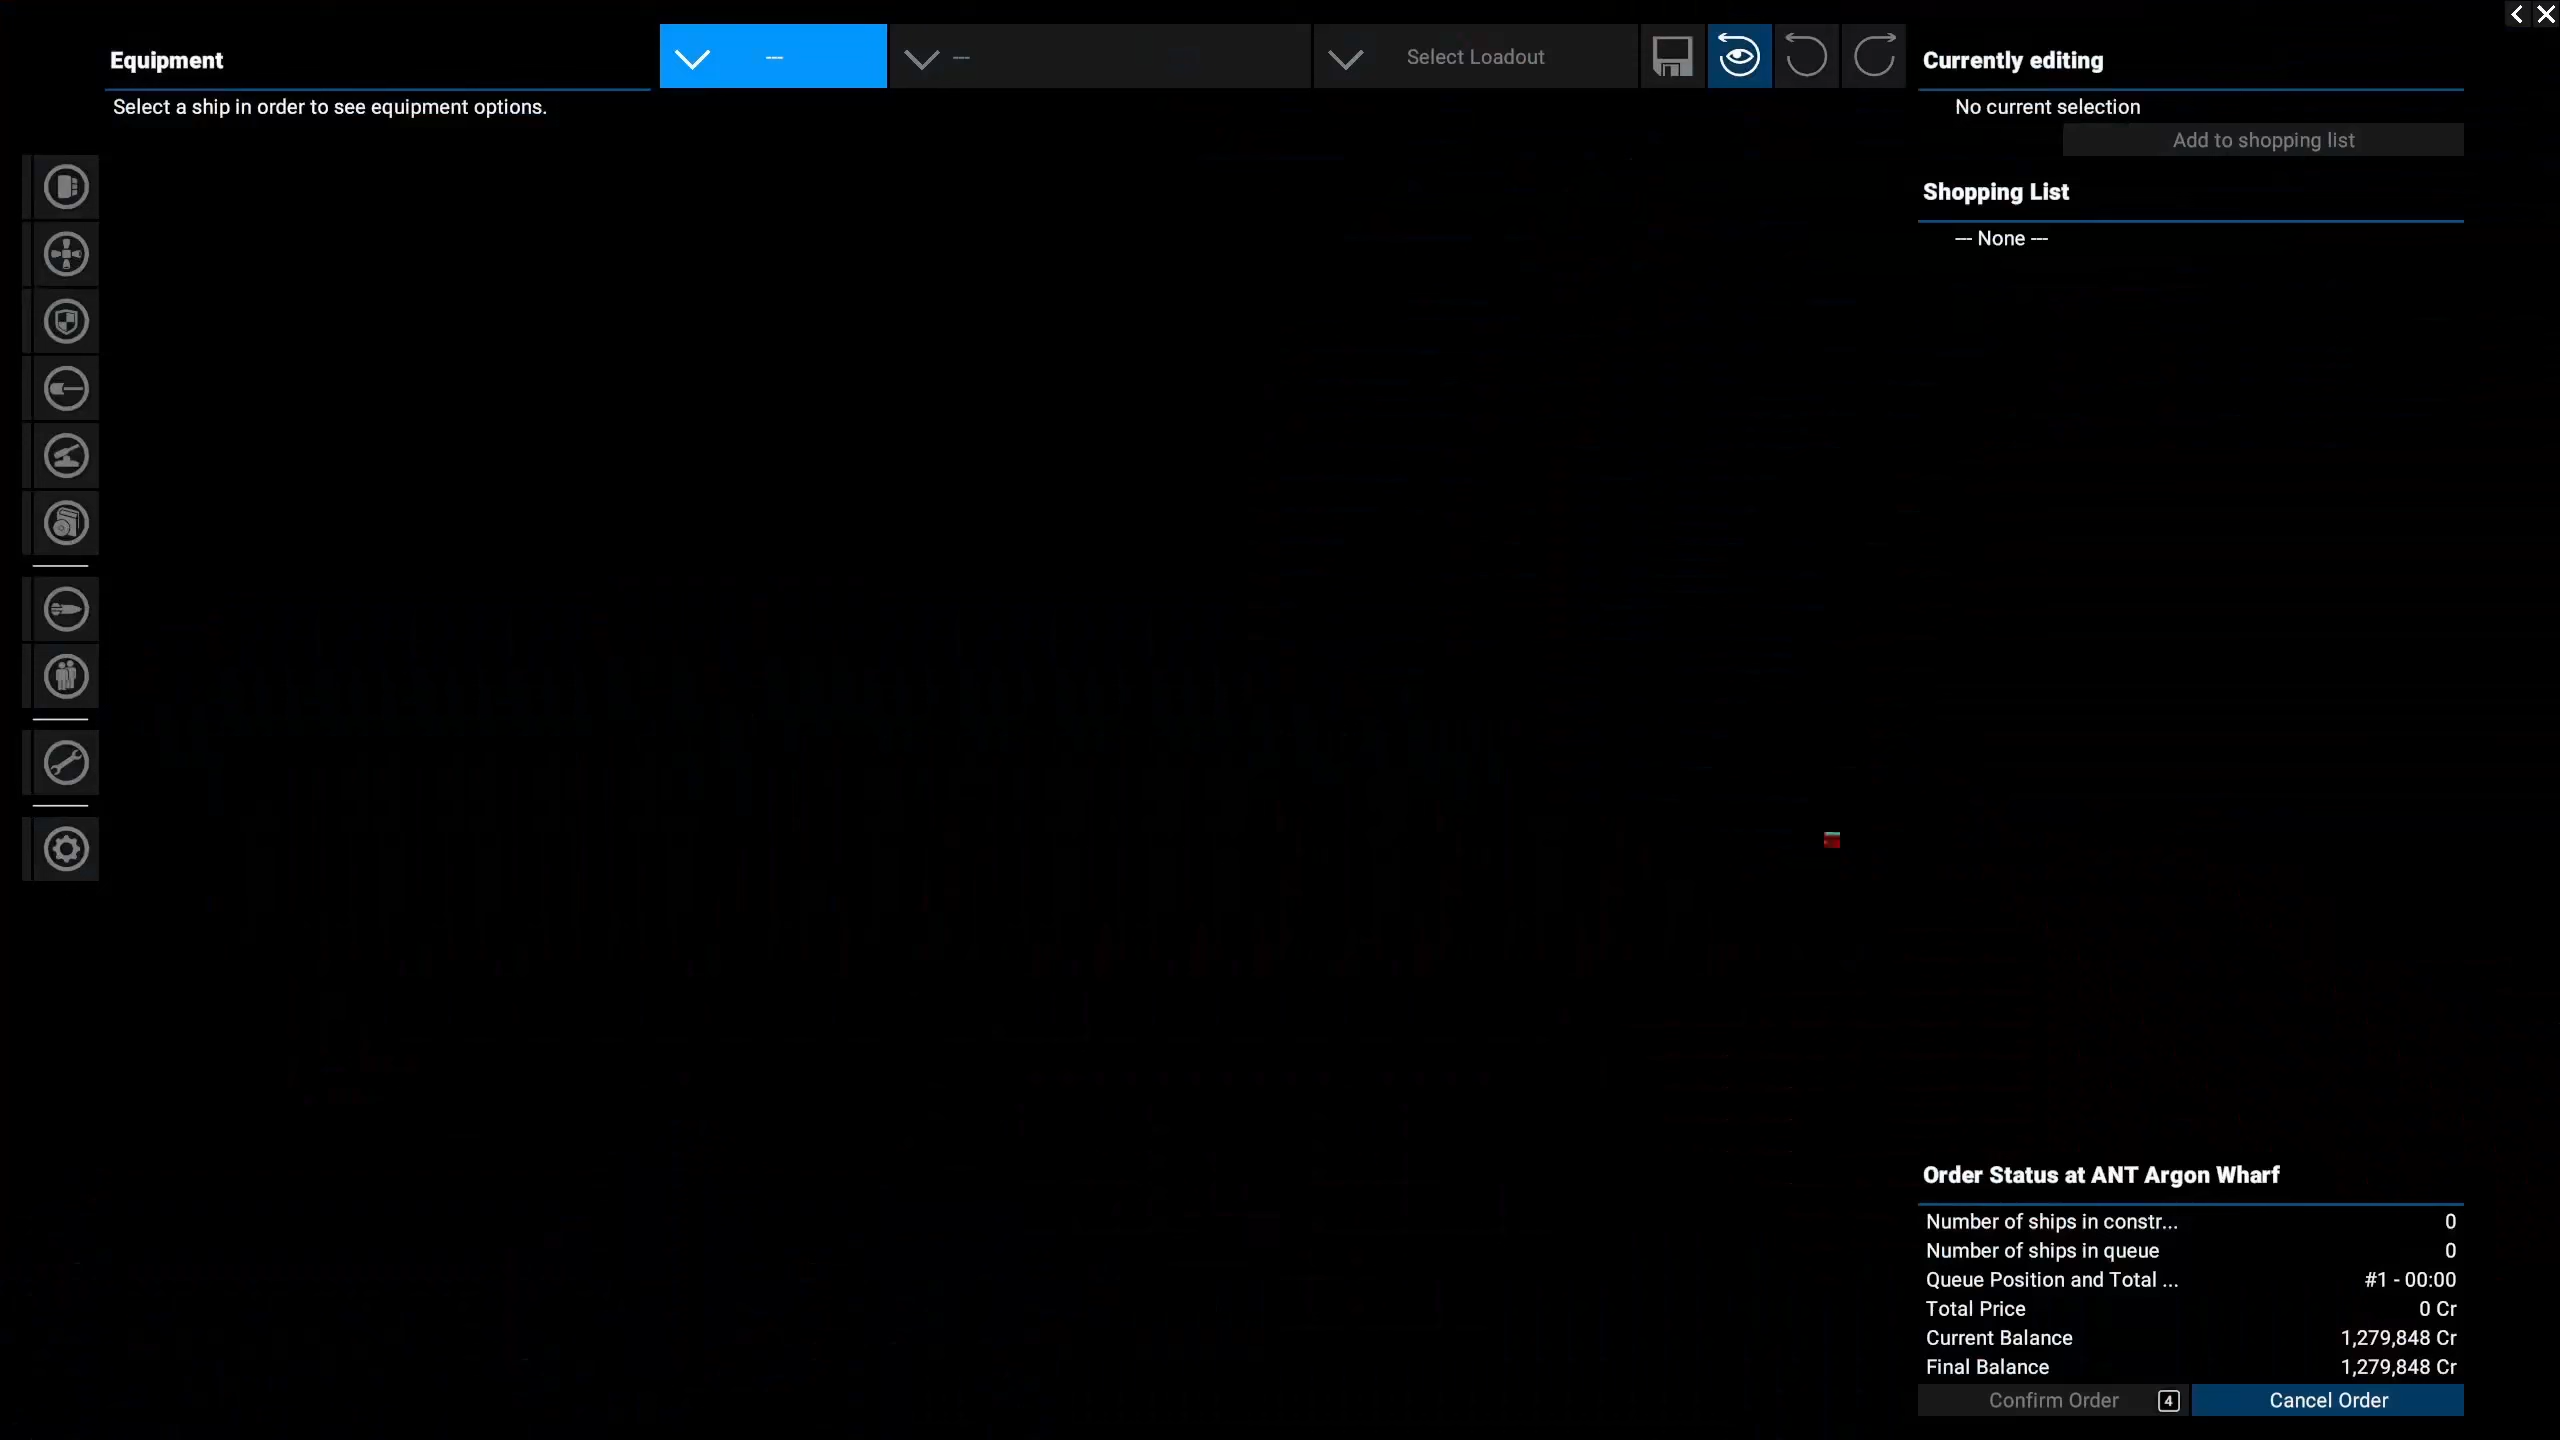 Equipment
Select a ship in order to see equipment options.
---
---
Select Loadout
Currently editing
No current selection
Add to shopping list
Shopping List
--- None ---
Order Status at ANT Argon Wharf
Number of ships in constr... 0
Number of ships in queue 0
Queue Position and Total ... #1 - 00:00
Total Price 0 Cr
Current Balance 1,279,848 Cr
Final Balance 1,279,848 Cr
Confirm Order 4
Cancel Order